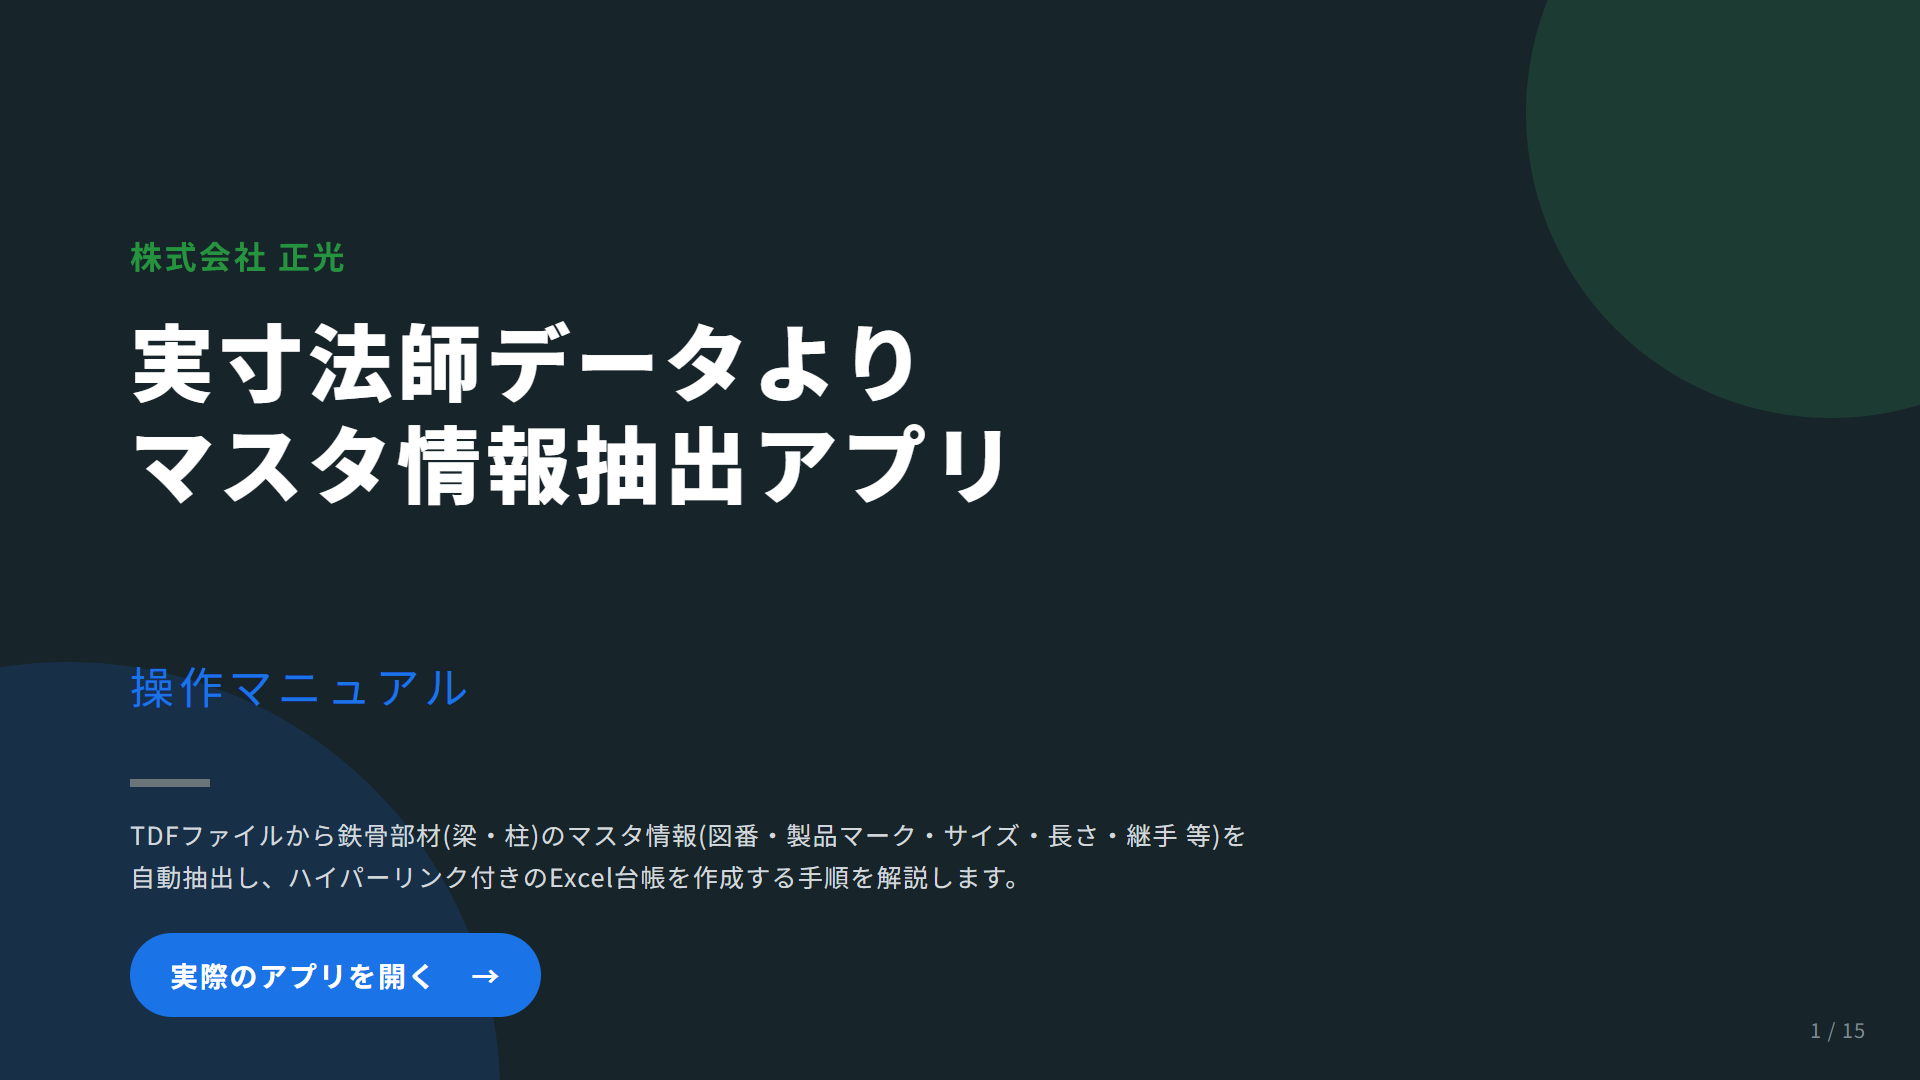 株式会社 正光
実寸法師データより
マスタ情報抽出アプリ
操作マニュアル
TDFファイルから鉄骨部材(梁・柱)のマスタ情報(図番・製品マーク・サイズ・長さ・継手 等)を
自動抽出し、ハイパーリンク付きのExcel台帳を作成する手順を解説します。
実際のアプリを開く →
1 / 15